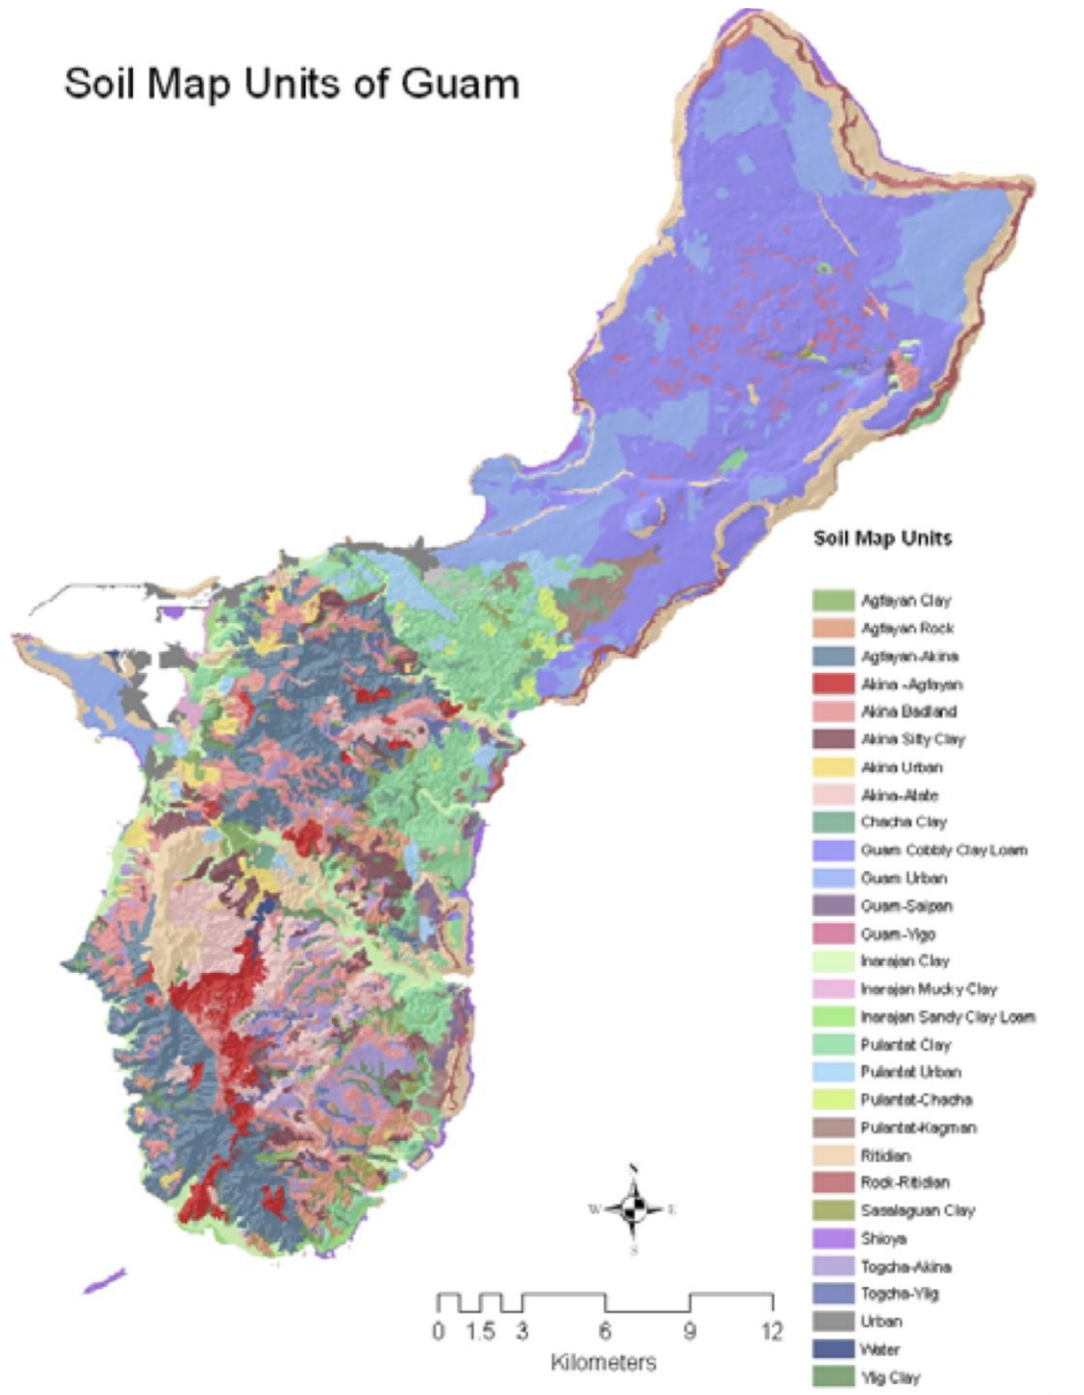 Soil Map Units of Guam
Soil Map Units
Agfayan Clay
Agfayan Rock
Agfayan-Akina
Akina -Agfayan
Akina Badland
Akina Silty Clay
Akina Urban
Akina-Atate
Chacha Clay
Guam Cobbly Clay Loam
Guam Urban
Guam-Saipan
Guam-Yigo
Inarajan Clay
Inarajan Mucky Clay
Inarajan Sandy Clay Loam
Pulantat Clay
Pulantat Urban
Pulantat-Chacha
Pulantat-Kagman
Ritidian
Rock-Ritidian
Sasalaguan Clay
Shioya
Togcha-Akina
Togcha-Ylig
Urban
Water
Ylig Clay
N
W E
S
0 1.5 3 6 9 12
Kilometers